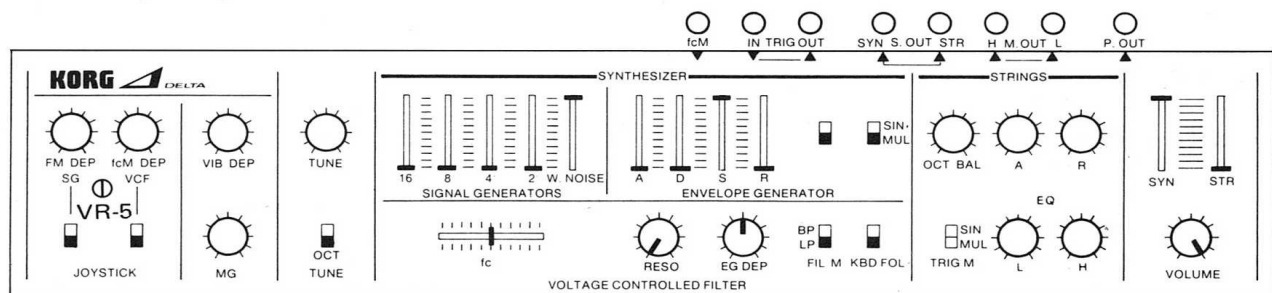 fcM IN TRIG OUT SYN S. OUT STR H M. OUT L P. OUT
KORG DELTA
SYNTHESIZER
STRINGS
FM DEP fcM DEP
VIB DEP
TUNE
SG VCF
VR-5
JOYSTICK
MG
OCT
TUNE
16 8 4' 2 W. NOISE
SIGNAL GENERATORS
A D S R
ENVELOPE GENERATOR
SIN·
MUL
fc
RESO
EG DEP
BP
LP
FIL M KBD FOL
VOLTAGE CONTROLLED FILTER
OCT BAL A R
EQ
SIN
MUL
TRIG M L H
SYN STR
VOLUME